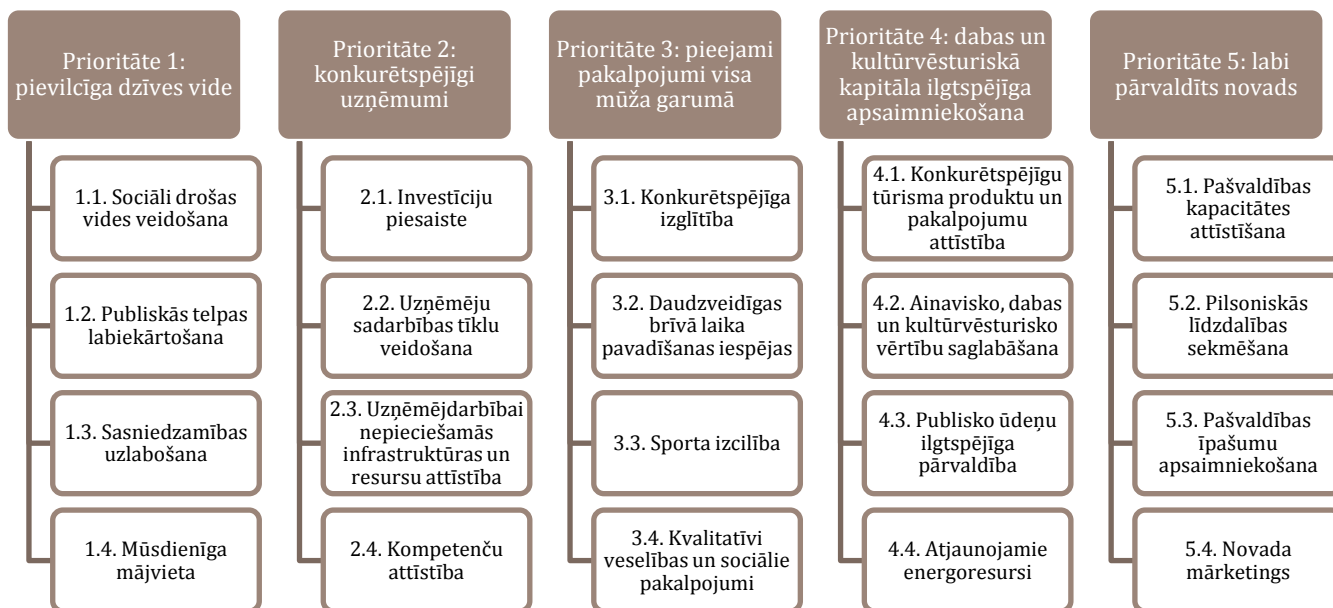 Prioritāte 1:
pievilcīga dzīves vide
1.1. Sociāli drošas
vides veidošana
1.2. Publiskās telpas
labiekārtošana
1.3. Sasniedzamības
uzlabošana
1.4. Mūsdienīga
mājvieta
Prioritāte 2:
konkurētspējīgi
uzņēmumi
2.1. Investīciju
piesaiste
2.2. Uzņēmēju
sadarbības tīklu
veidošana
2.3. Uzņēmējdarbībai
nepieciešamās
infrastruktūras un
resursu attīstība
2.4. Kompetenču
attīstība
Prioritāte 3: pieejami
pakalpojumi visa
mūža garumā
3.1. Konkurētspējīga
izglītība
3.2. Daudzveidīgas
brīvā laika
pavadīšanas iespējas
3.3. Sporta izcilība
3.4. Kvalitatīvi
veselības un sociālie
pakalpojumi
Prioritāte 4: dabas un
kultūrvēsturiskā
kapitāla ilgtspējīga
apsaimniekošana
4.1. Konkurētspējīgu
tūrisma produktu un
pakalpojumu
attīstība
4.2. Ainavisko, dabas
un kultūrvēsturisko
vērtību saglabāšana
4.3. Publisko ūdeņu
ilgtspējīga
pārvaldība
4.4. Atjaunojamie
energoresursi
Prioritāte 5: labi
pārvaldīts novads
5.1. Pašvaldības
kapacitātes
attīstīšana
5.2. Pilsoniskās
līdzdalības
sekmēšana
5.3. Pašvaldības
īpašumu
apsaimniekošana
5.4. Novada
mārketings